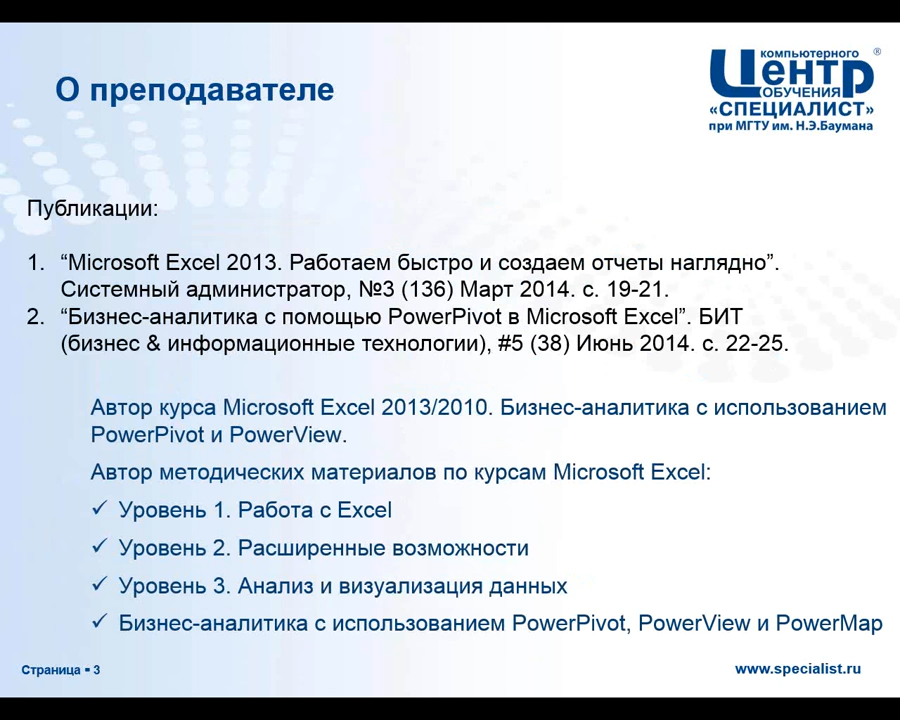 О преподавателе
компьютерного ®
Центр
обучения
«СПЕЦИАЛИСТ»
при МГТУ им. Н.Э.Баумана
Публикации:
1. “Microsoft Excel 2013. Работаем быстро и создаем отчеты наглядно”.
Системный администратор, №3 (136) Март 2014. с. 19-21.
2. “Бизнес-аналитика с помощью PowerPivot в Microsoft Excel”. БИТ
(бизнес & информационные технологии), #5 (38) Июнь 2014. с. 22-25.
Автор курса Microsoft Excel 2013/2010. Бизнес-аналитика с использованием
PowerPivot и PowerView.
Автор методических материалов по курсам Microsoft Excel:
✓ Уровень 1. Работа с Excel
✓ Уровень 2. Расширенные возможности
✓ Уровень 3. Анализ и визуализация данных
✓ Бизнес-аналитика с использованием PowerPivot, PowerView и PowerMap
Страница ▪ 3
www.specialist.ru